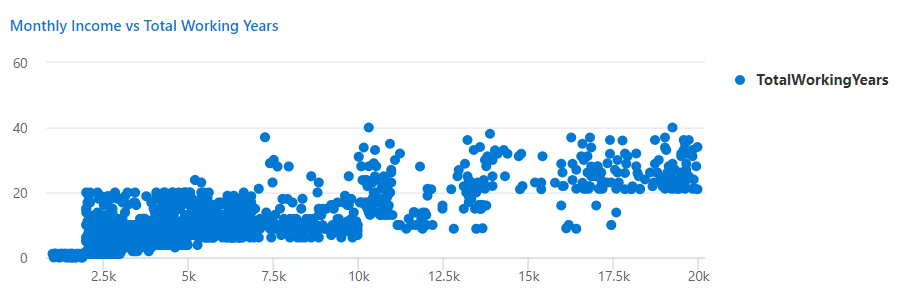 Monthly Income vs Total Working Years
60
40
20
0
2.5k 5k 7.5k 10k 12.5k 15k 17.5k 20k
TotalWorkingYears